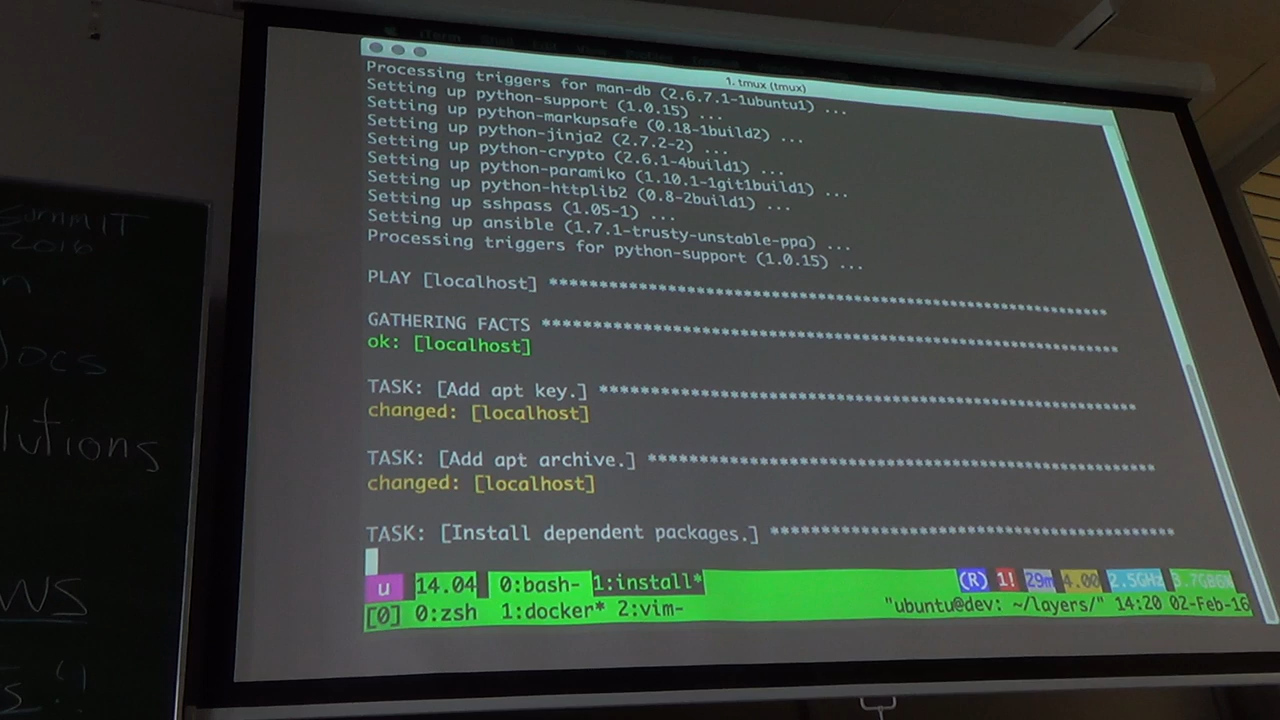 SUMMIT
2016
1. tmux (tmux)
Processing triggers for man-db (2.6.7.1-1ubuntu1) ...
Setting up python-support (1.0.15) ...
Setting up python-markupsafe (0.18-1build2) ...
Setting up python-jinja2 (2.7.2-2) ...
Setting up python-crypto (2.6.1-4build1) ...
Setting up python-paramiko (1.10.1-1git1build1) ...
Setting up python-httplib2 (0.8-2build1) ...
Setting up sshpass (1.05-1) ...
Setting up ansible (1.7.1-trusty-unstable-ppa) ...
Processing triggers for python-support (1.0.15) ...
PLAY [localhost] ****************************************************************
GATHERING FACTS ****************************************************************
ok: [localhost]
TASK: [Add apt key.] ************************************************************
changed: [localhost]
TASK: [Add apt archive.] ********************************************************
changed: [localhost]
TASK: [Install dependent packages.] *********************************************
u 14.04 0:bash- 1:install* (R) 1! 29m 4.00 2.5GHz
[0] 0:zsh 1:docker* 2:vim- "ubuntu@dev: ~/layers/" 14:20 02-Feb-16